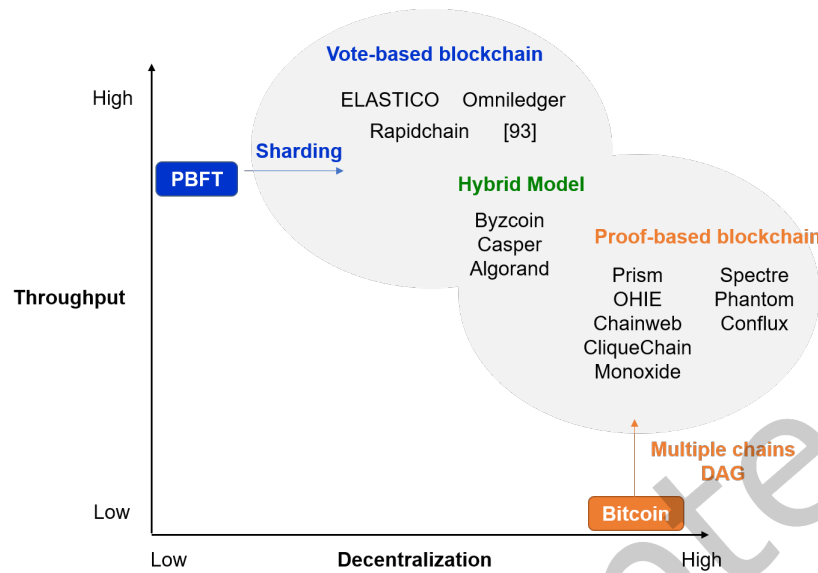 Vote-based blockchain
High
ELASTICO Omniledger
Rapidchain [93]
Sharding
PBFT
Hybrid Model
Byzcoin
Casper
Algorand
Proof-based blockchain
Prism Spectre
OHIE Phantom
Chainweb Conflux
CliqueChain
Monoxide
Throughput
Multiple chains
DAG
Low
Bitcoin
Low Decentralization High